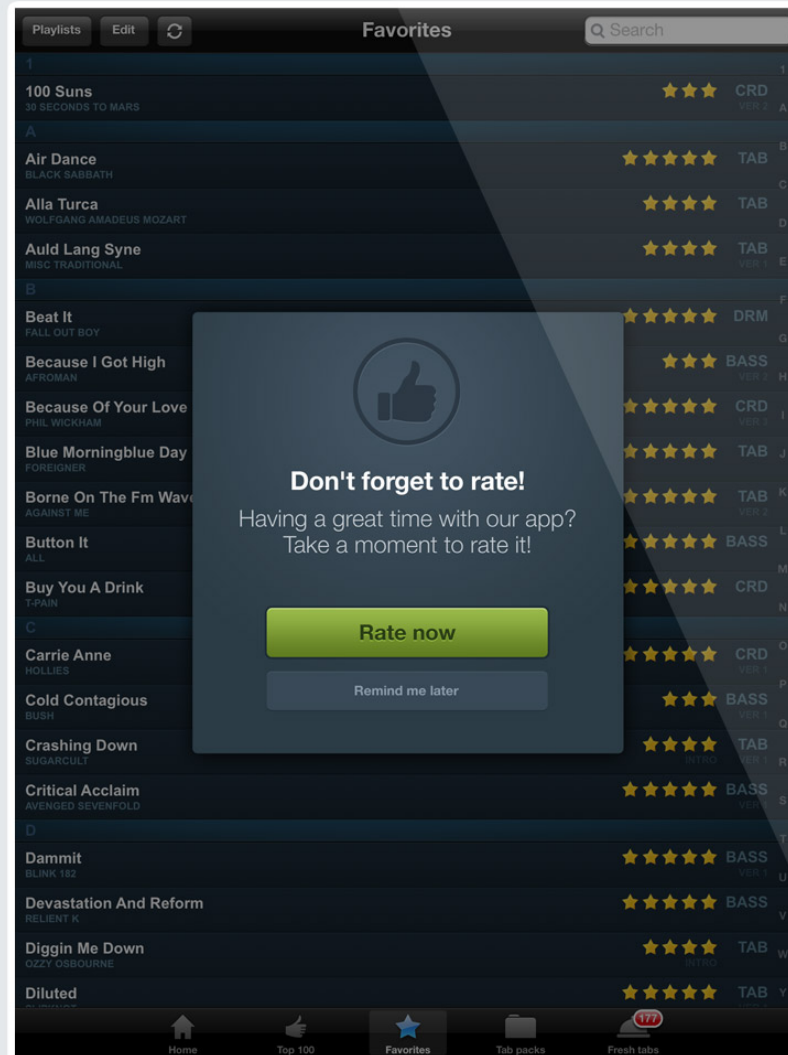 Playlists Edit Favorites Search
1
100 Suns CRD
30 SECONDS TO MARS VER 2
A
Air Dance TAB
BLACK SABBATH
Alla Turca TAB
WOLFGANG AMADEUS MOZART
Auld Lang Syne TAB
MISC TRADITIONAL VER 1
B
Beat It DRM
FALL OUT BOY
Because I Got High BASS
AFROMAN VER 2
Because Of Your Love CRD
PHIL WICKHAM
Blue Morningblue Day TAB
FOREIGNER
Borne On The Fm Wave TAB
AGAINST ME VER 2
Button It BASS
ALL
Buy You A Drink CRD
T-PAIN
C
Carrie Anne CRD
HOLLIES VER 1
Cold Contagious BASS
BUSH VER 1
Crashing Down TAB
SUGARCULT INTRO VER 1
Critical Acclaim BASS
AVENGED SEVENFOLD
D
Dammit BASS
BLINK 182 VER 1
Devastation And Reform BASS
RELIENT K
Diggin Me Down TAB
OZZY OSBOURNE INTRO
Diluted TAB
Don't forget to rate!
Having a great time with our app?
Take a moment to rate it!
Rate now
Remind me later
1
A
B
C
D
E
F
G
H
I
J
K
L
M
N
O
P
Q
R
S
T
U
V
W
Y
177
Home Top 100 Favorites Tab packs Fresh tabs